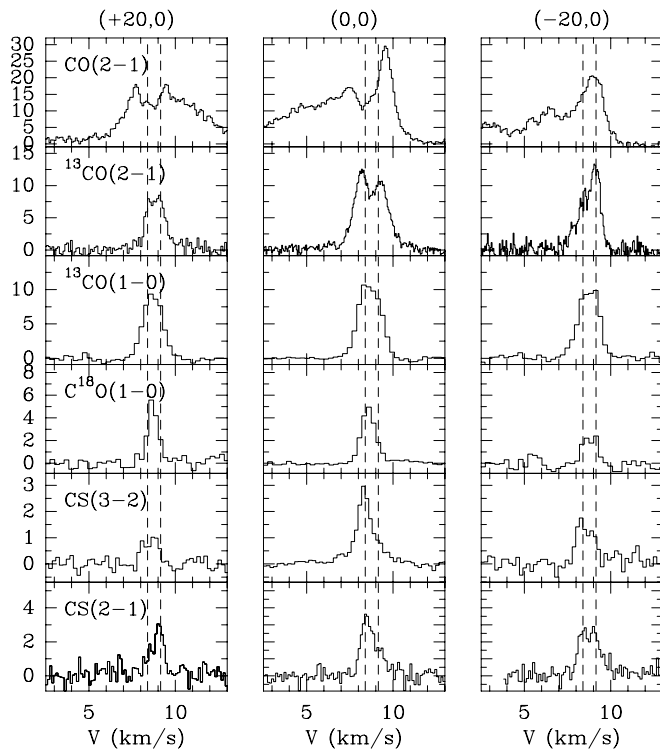 (+20,0) (0,0) (−20,0)
30
25
20
15
10
5
0
CO(2−1)
15
10
5
0
¹³CO(2−1)
10
5
0
¹³CO(1−0)
8
6
4
2
0
C¹⁸O(1−0)
3
2
1
0
CS(3−2)
4
2
0
CS(2−1)
5 10 5 10 5 10
V (km/s) V (km/s) V (km/s)